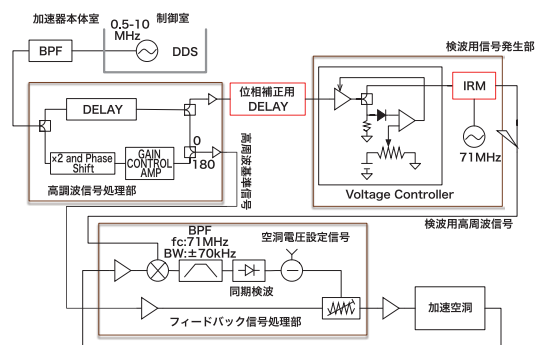 加速器本体室
制御室
0.5-10
MHz
BPF
DDS
検波用信号発生部
DELAY
位相補正用
DELAY
IRM
0
180
x2 and Phase
Shift
GAIN
CONTROL
AMP
高周波基準信号
71MHz
高調波信号処理部
Voltage Controller
検波用高周波信号
BPF
fc:71MHz
BW:±70kHz
空洞電圧設定信号
同期検波
フィードバック信号処理部
加速空洞